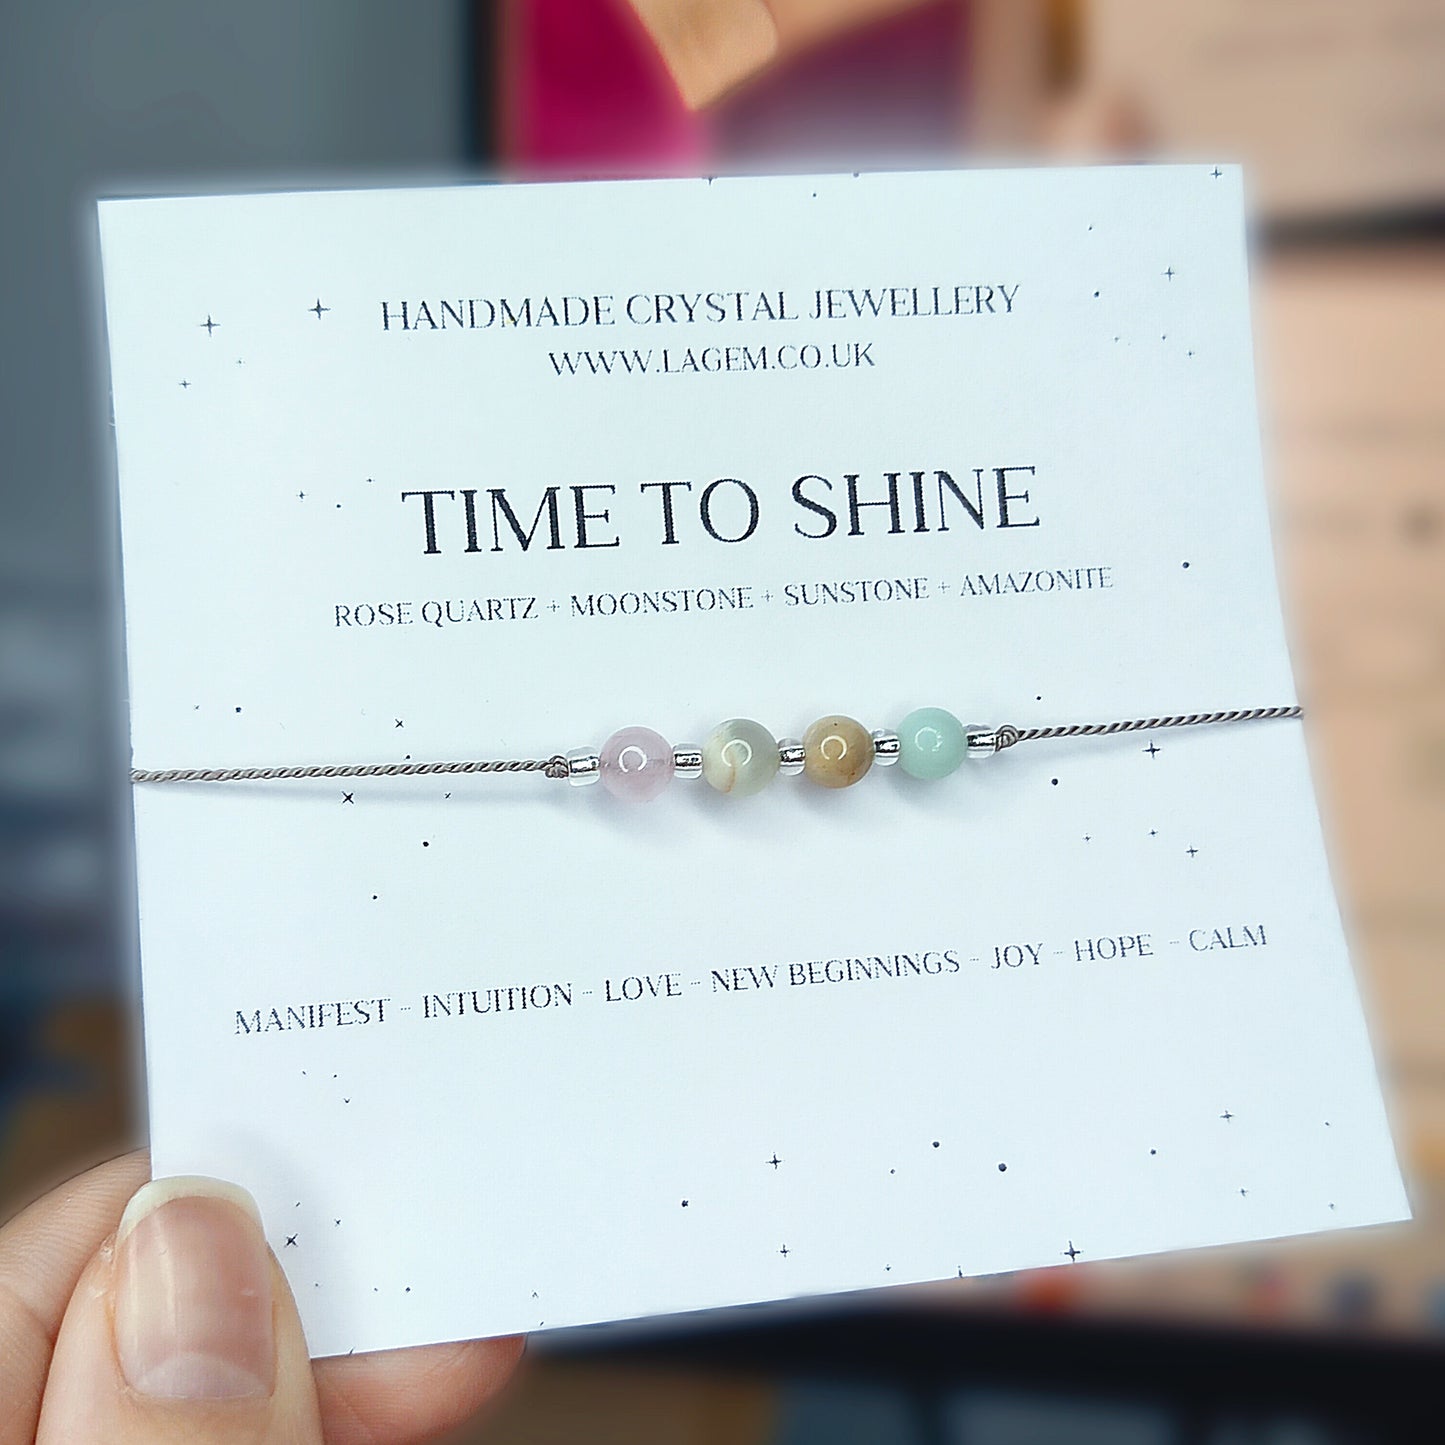 HANDMADE CRYSTAL JEWELLERY
WWW.LAGEM.CO.UK
TIME TO SHINE
ROSE QUARTZ + MOONSTONE + SUNSTONE + AMAZONITE
MANIFEST - INTUITION - LOVE - NEW BEGINNINGS - JOY - HOPE - CALM